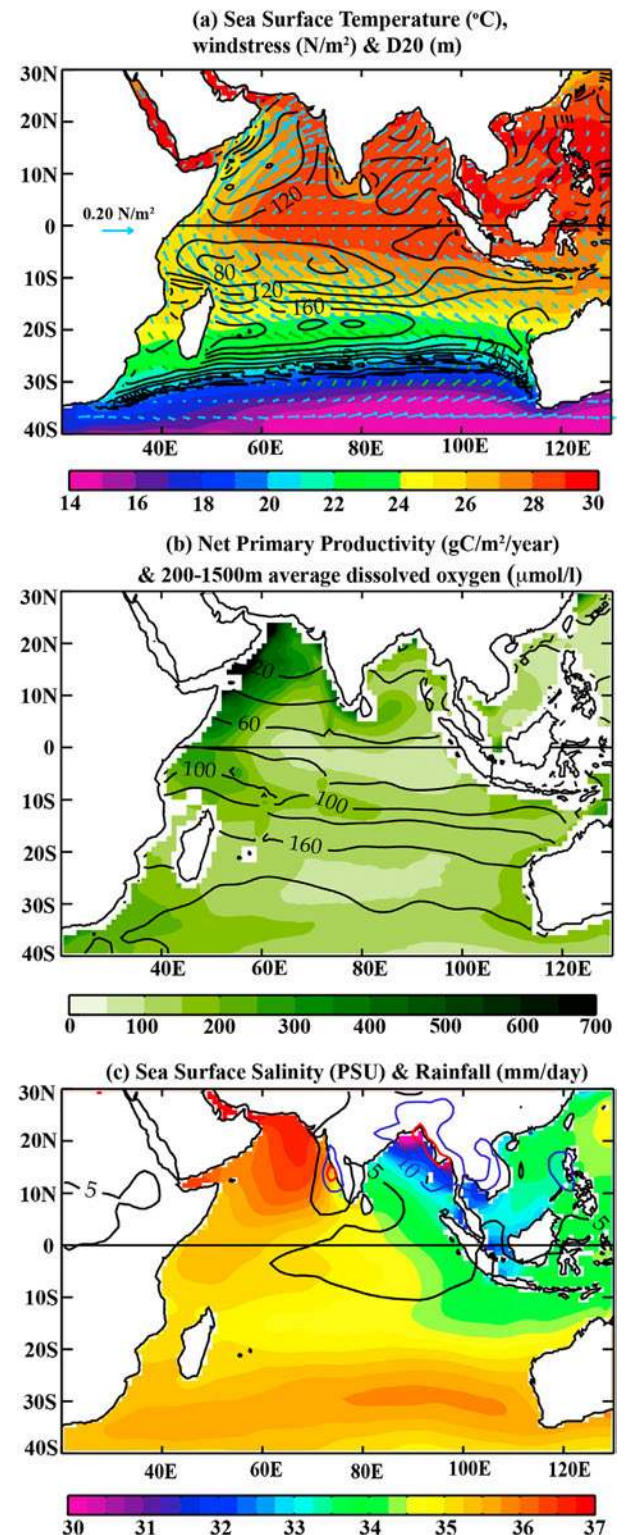 (a) Sea Surface Temperature (°C),
windstress (N/m²) & D20 (m)
30N
20N
10N
0
10S
20S
30S
40S
0.20 N/m²
120
80
120
160
120
40E 60E 80E 100E 120E
14 16 18 20 22 24 26 28 30
(b) Net Primary Productivity (gC/m²/year)
& 200-1500m average dissolved oxygen (μmol/l)
30N
20N
10N
0
10S
20S
30S
40S
20
60
100
100
160
40E 60E 80E 100E 120E
0 100 200 300 400 500 600 700
(c) Sea Surface Salinity (PSU) & Rainfall (mm/day)
30N
20N
10N
0
10S
20S
30S
40S
5
10
5
5
40E 60E 80E 100E 120E
30 31 32 33 34 35 36 37